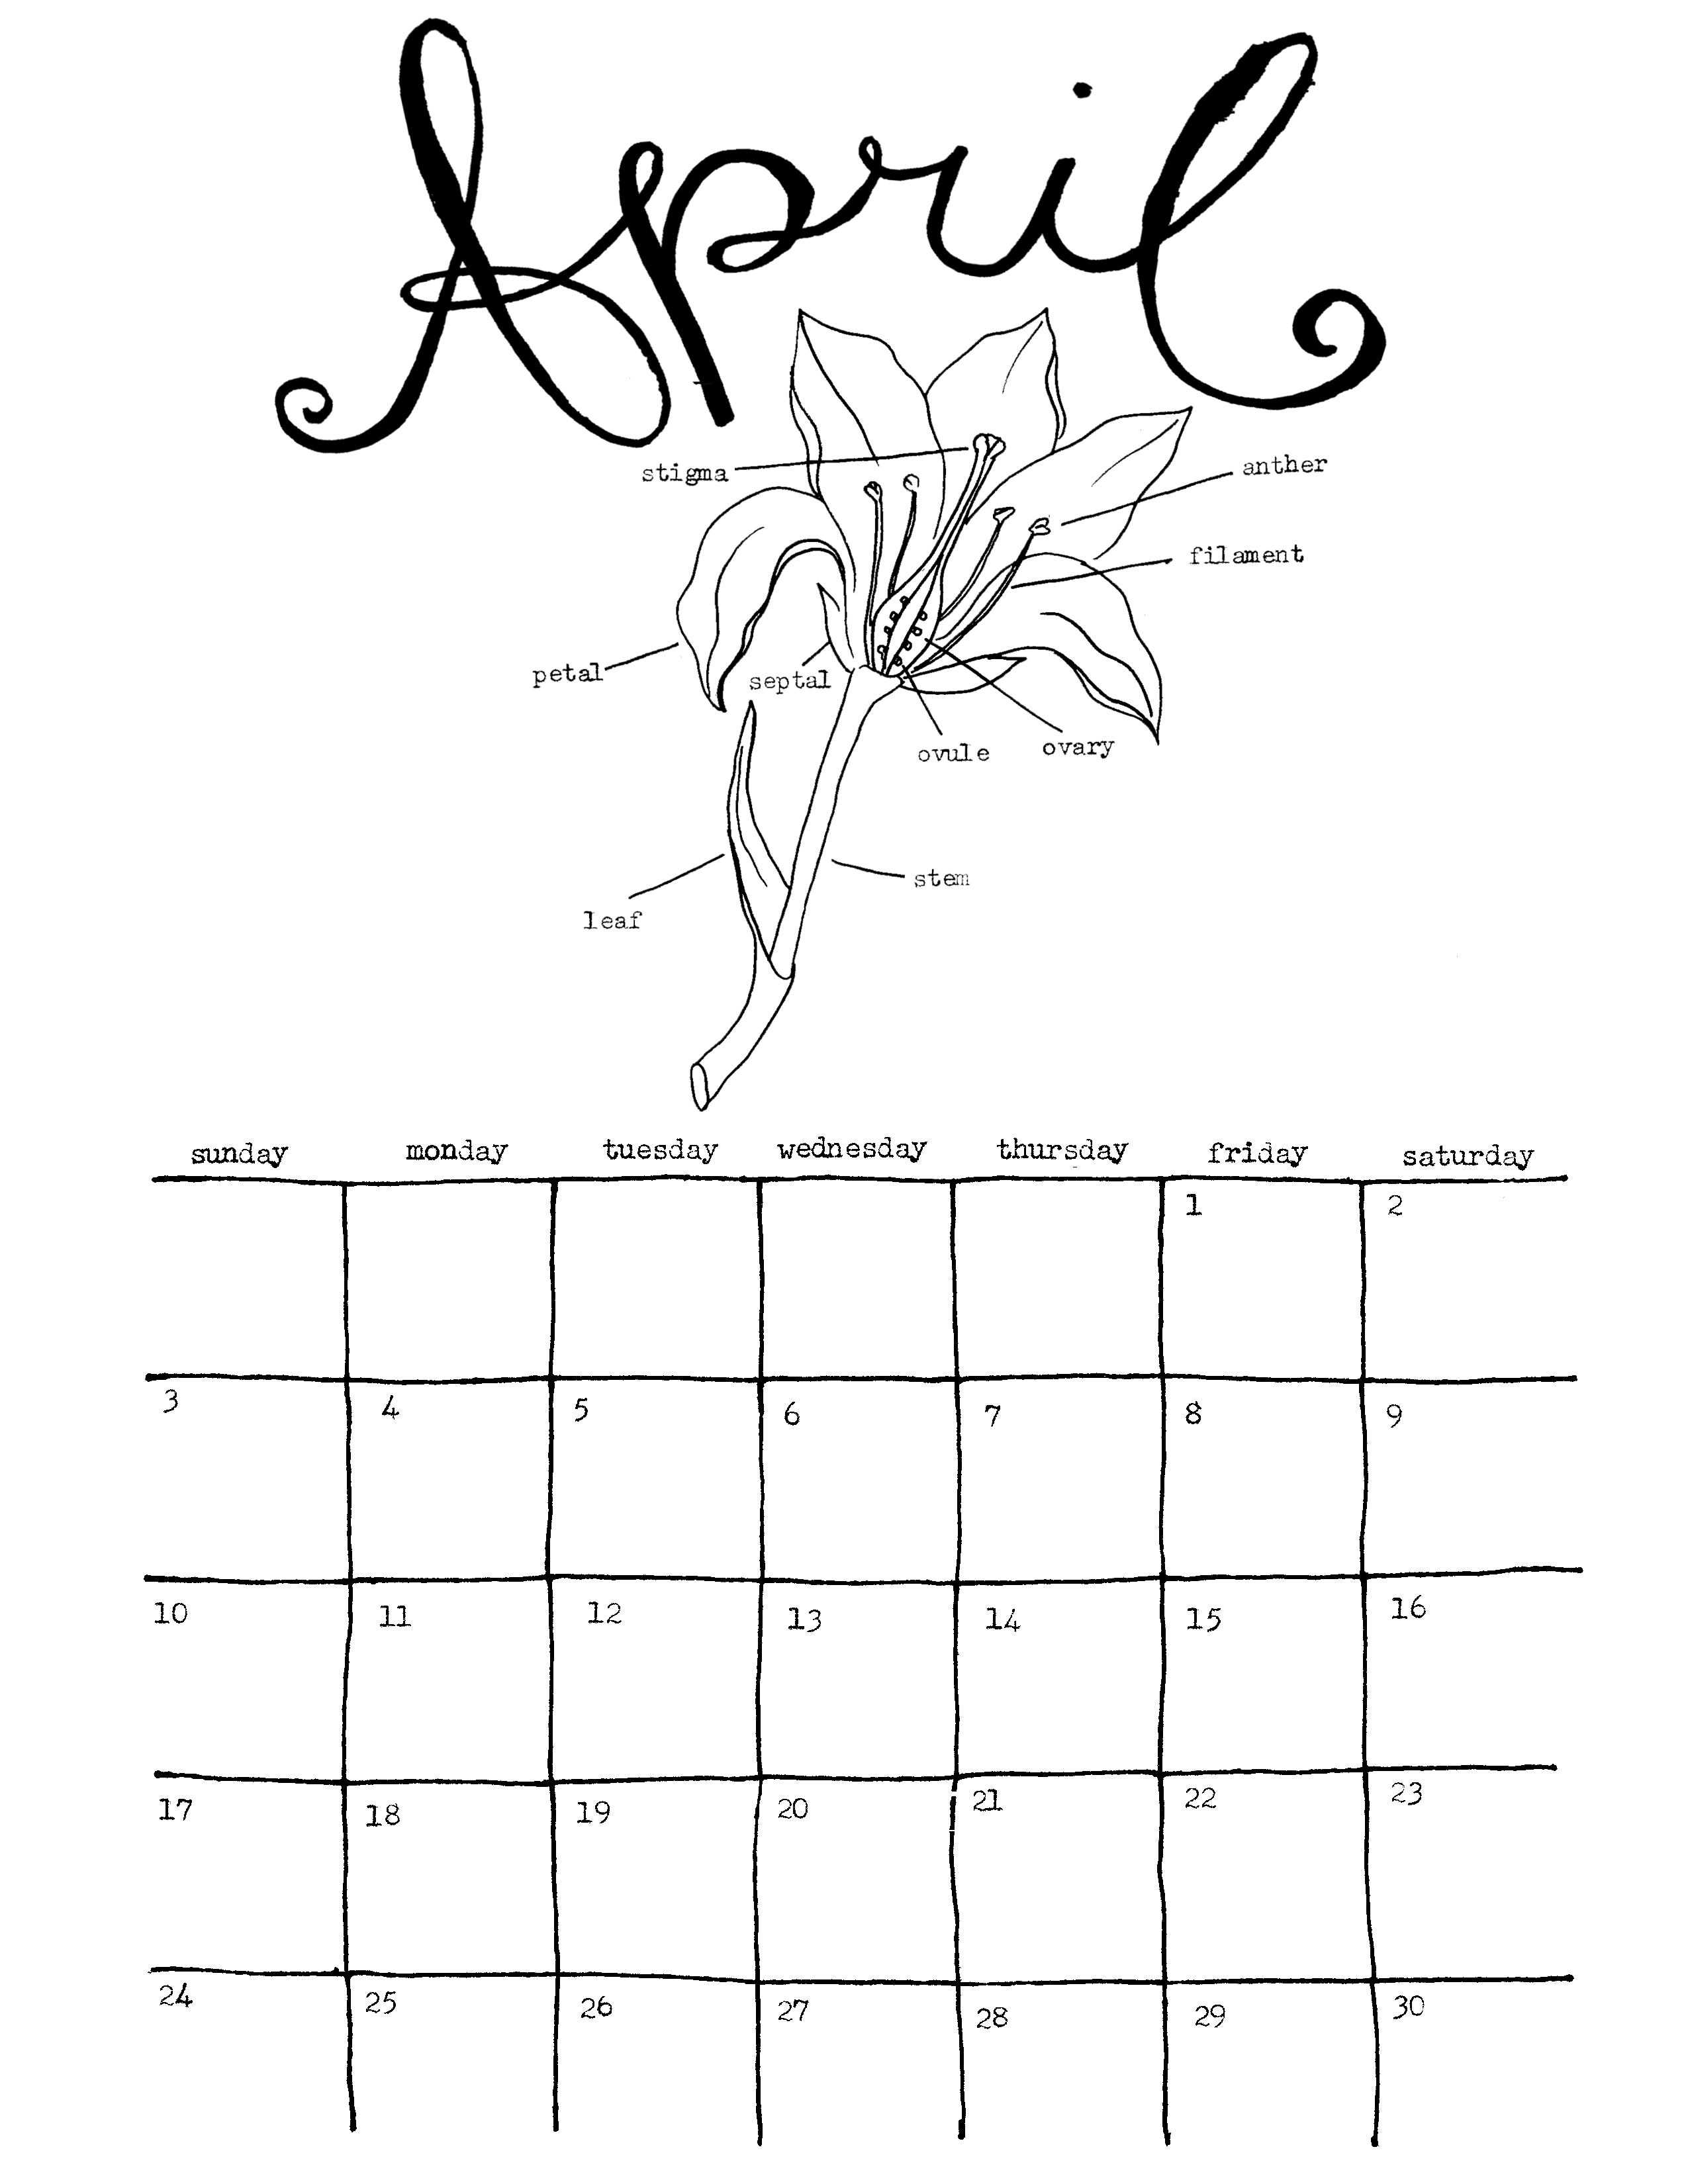 April
stigma
anther
filament
petal
septal
ovule
ovary
stem
leaf
sunday monday tuesday wednesday thursday friday saturday
1 2
3 4 5 6 7 8 9
10 11 12 13 14 15 16
17 18 19 20 21 22 23
24 25 26 27 28 29 30